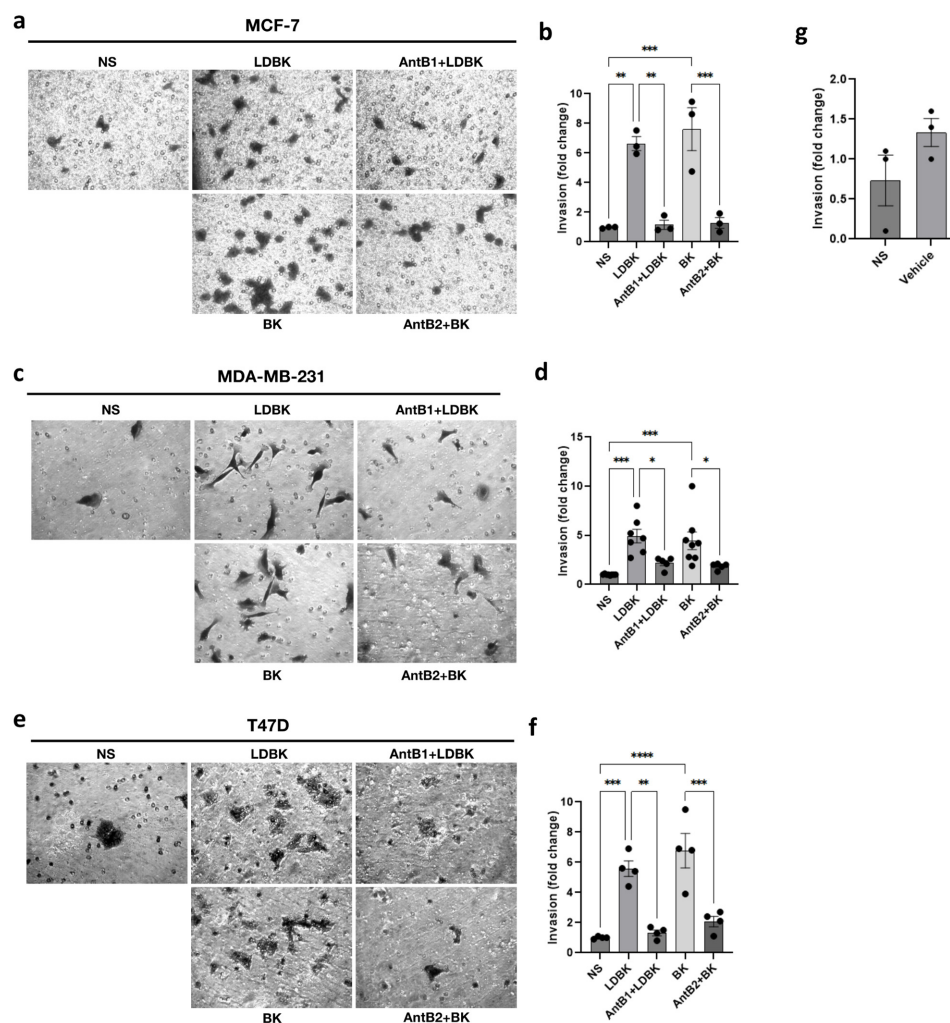 a
MCF-7
NS
LDBK
AntB1+LDBK
BK
AntB2+BK
b
***
**
**
***
Invasion (fold change)
10
8
6
4
2
0
NS
LDBK
AntB1+LDBK
BK
AntB2+BK
g
Invasion (fold change)
2.0
1.5
1.0
0.5
0.0
NS
Vehicle
c
MDA-MB-231
NS
LDBK
AntB1+LDBK
BK
AntB2+BK
d
***
***
*
*
Invasion (fold change)
15
10
5
0
NS
LDBK
AntB1+LDBK
BK
AntB2+BK
e
T47D
NS
LDBK
AntB1+LDBK
BK
AntB2+BK
f
****
***
**
***
Invasion (fold change)
10
8
6
4
2
0
NS
LDBK
AntB1+LDBK
BK
AntB2+BK